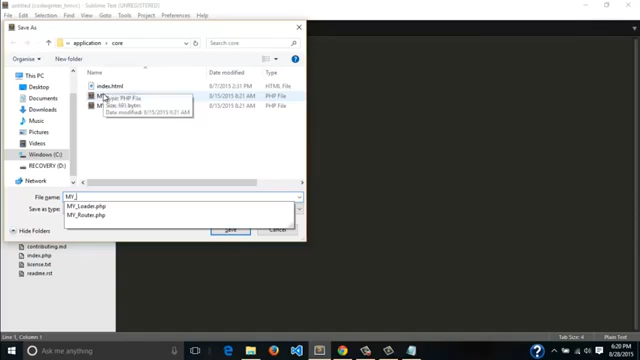 untitled (codeigniter_hmvc) - Sublime Text (UNREGISTERED)
File Edit Selection Find View Goto Tools Project Preferences Help
Save As
application core
Search core
Organise New folder
Name Date modified Type
This PC
Desktop
Documents
Downloads
Music
Pictures
Videos
Windows (C:)
RECOVERY (D:)
Network
index.html 8/7/2015 2:31 PM HTML File
8/15/2015 8:21 AM PHP File
8/15/2015 8:21 AM PHP File
Type: PHP File
Date modified: 8/15/2015 8:21 AM
File name: MY_
Save as type:
MY_Loader.php
MY_Router.php
Hide Folders
Save Cancel
contributing.md
index.php
license.txt
readme.rst
Line 1, Column 1
Tab Size: 4
Plain Text
Ask me anything
6:20 PM
8/28/2015